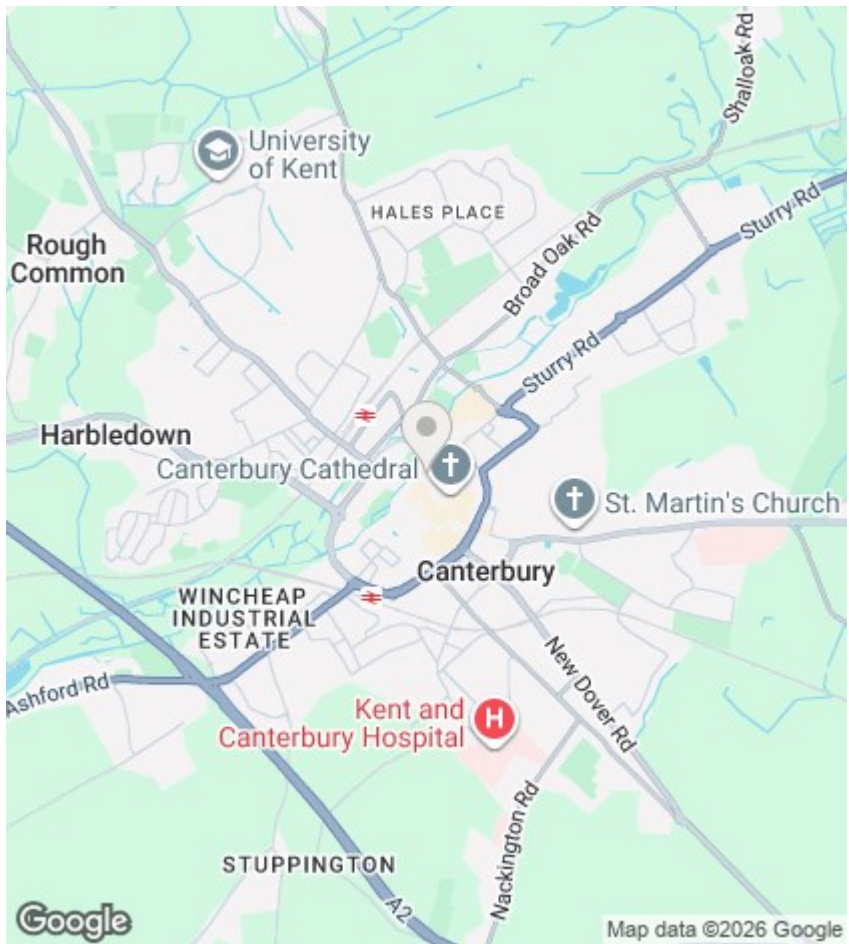 Shalloak Rd
University
of Kent
HALES PLACE
Sturry Rd
Rough
Common
Broad Oak Rd
Sturry Rd
Harbledown
Canterbury Cathedral
St. Martin's Church
Canterbury
WINCHEAP
INDUSTRIAL
ESTATE
New Dover Rd
Ashford Rd
Kent and
Canterbury Hospital
H
Nackington Rd
STUPPINGTON
A2
Google
Map data ©2026 Google